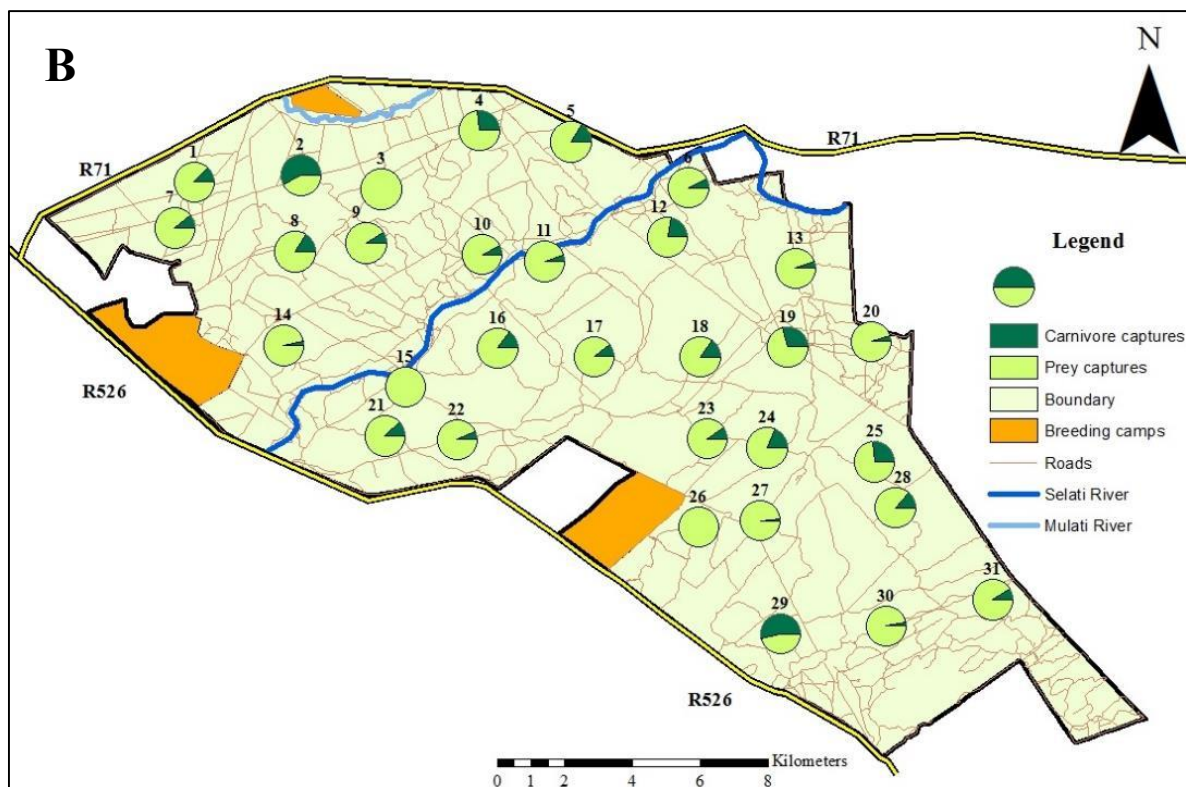 B
N
4
5
R71
R71
1
2
3
6
7
8
9
10
11
12
13
Legend
Carnivore captures
Prey captures
Boundary
Breeding camps
Roads
Selati River
Mulati River
14
15
16
17
18
19
20
R526
21
22
23
24
25
26
27
28
29
30
31
R526
Kilometers
0 1 2 4 6 8